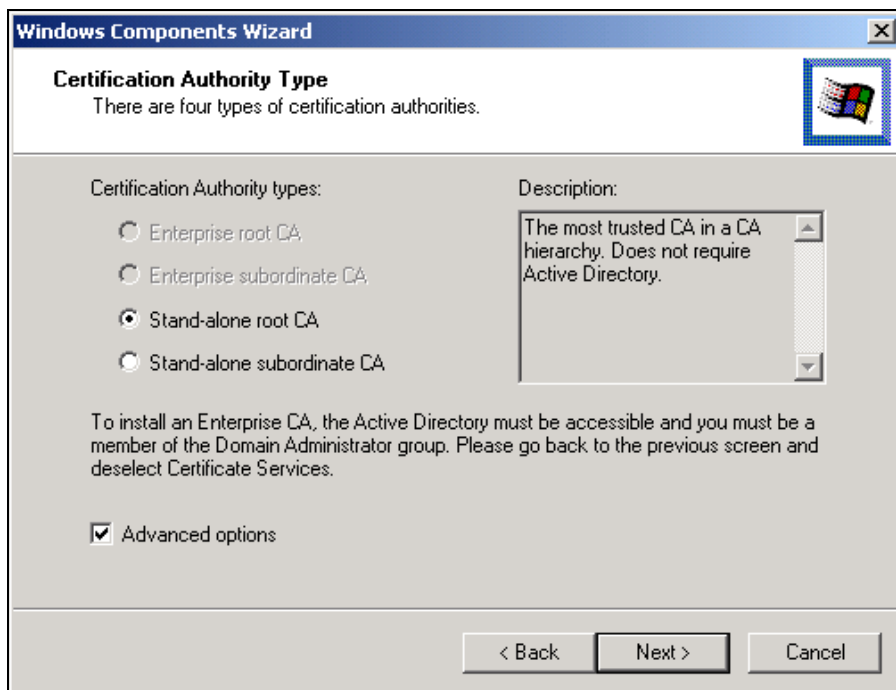 Windows Components Wizard
Certification Authority Type
There are four types of certification authorities.
Certification Authority types:
Enterprise root CA
Enterprise subordinate CA
Stand-alone root CA
Stand-alone subordinate CA
Description:
The most trusted CA in a CA
hierarchy. Does not require
Active Directory.
To install an Enterprise CA, the Active Directory must be accessible and you must be a
member of the Domain Administrator group. Please go back to the previous screen and
deselect Certificate Services.
Advanced options
< Back
Next >
Cancel